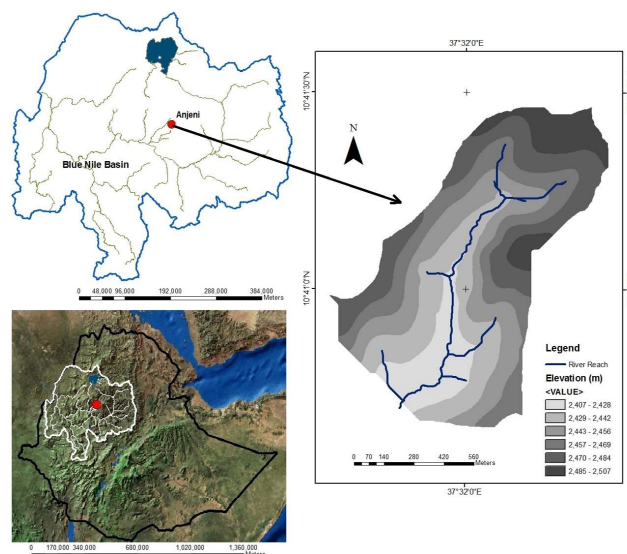 Anjeni
Blue Nile Basin
0 48,000 96,000 192,000 288,000 384,000
Meters
37°32'0"E
10°41'30"N
N
10°41'0"N
Legend
River Reach
Elevation (m)
<VALUE>
2,407 - 2,428
2,429 - 2,442
2,443 - 2,456
2,457 - 2,469
2,470 - 2,484
2,485 - 2,507
0 70 140 280 420 560
Meters
37°32'0"E
0 170,000 340,000 680,000 1,020,000 1,360,000
Meters